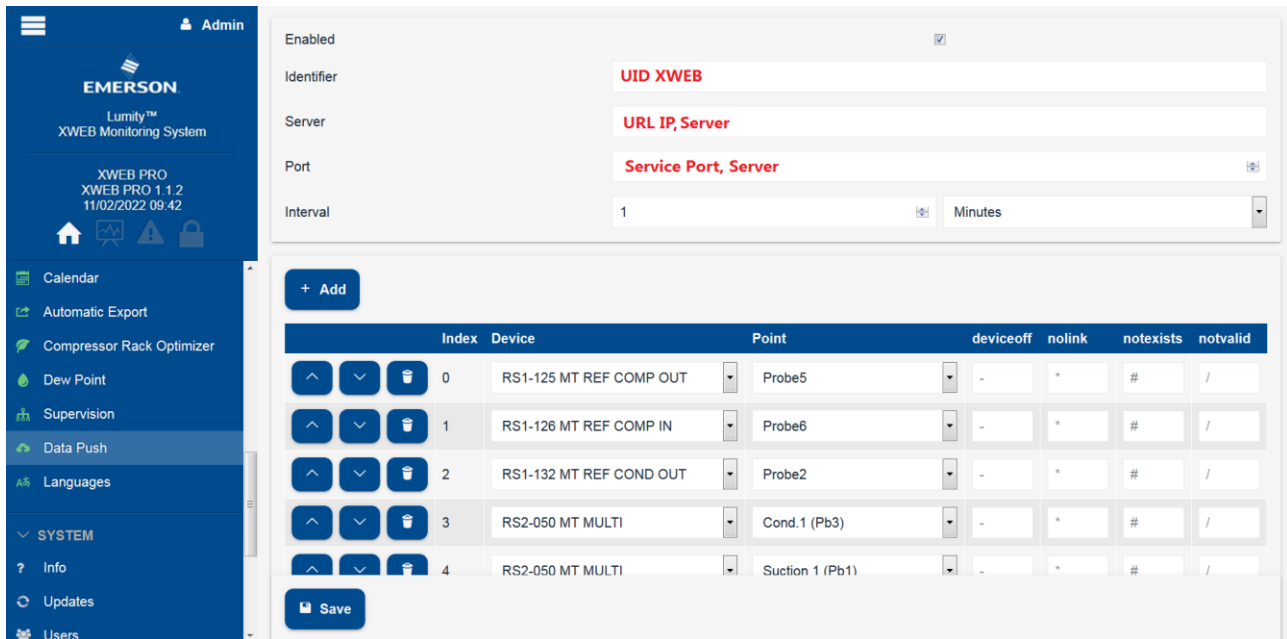 Admin
EMERSON
Lumity™
XWEB Monitoring System
XWEB PRO
XWEB PRO 1.1.2
11/02/2022 09:42
Calendar
Automatic Export
Compressor Rack Optimizer
Dew Point
Supervision
Data Push
Languages
SYSTEM
? Info
Updates
Users
Enabled
Identifier UID XWEB
Server URL IP, Server
Port Service Port, Server
Interval 1 Minutes
+ Add
Index Device Point deviceoff nolink notexists notvalid
0 RS1-125 MT REF COMP OUT Probe5 - * # /
1 RS1-126 MT REF COMP IN Probe6 - * # /
2 RS1-132 MT REF COND OUT Probe2 - * # /
3 RS2-050 MT MULTI Cond.1 (Pb3) - * # /
4 RS2-050 MT MULTI Suction 1 (Pb1) - * # /
Save